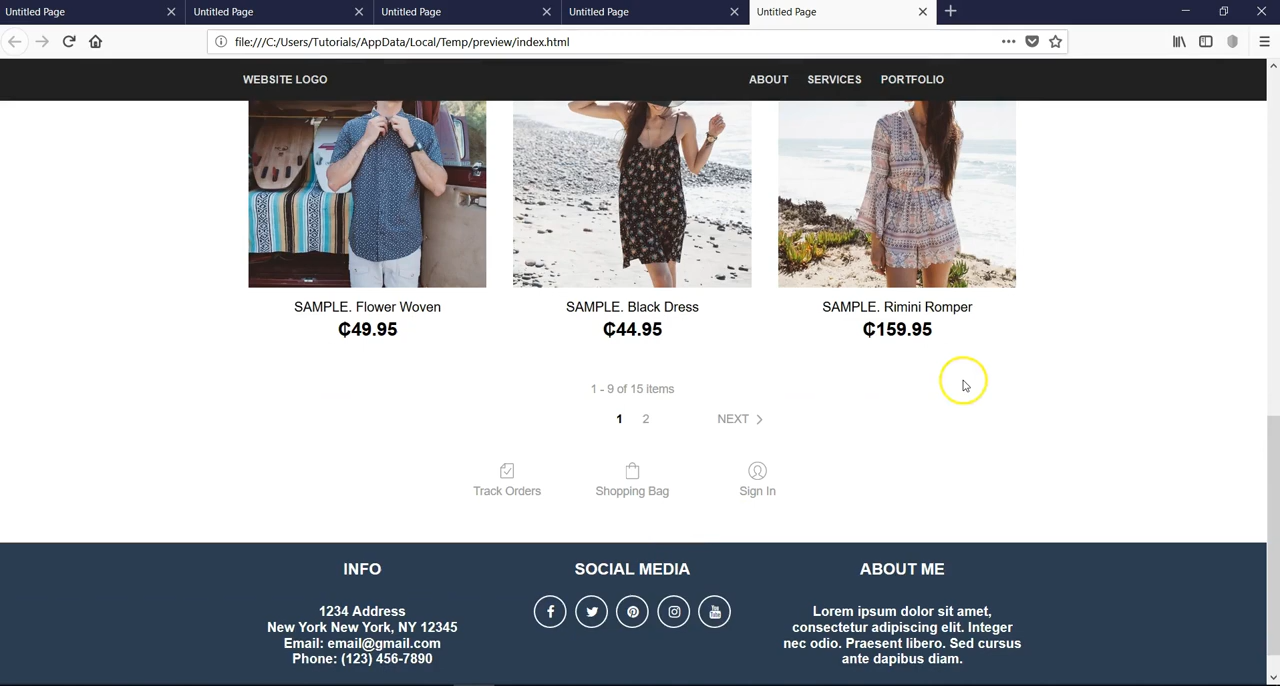 Untitled Page
Untitled Page
Untitled Page
Untitled Page
Untitled Page
file:///C:/Users/Tutorials/AppData/Local/Temp/preview/index.html
WEBSITE LOGO
ABOUT SERVICES PORTFOLIO
SAMPLE. Flower Woven
₵49.95
SAMPLE. Black Dress
₵44.95
SAMPLE. Rimini Romper
₵159.95
1 - 9 of 15 items
1 2 NEXT >
Track Orders
Shopping Bag
Sign In
INFO
1234 Address
New York New York, NY 12345
Email: email@gmail.com
Phone: (123) 456-7890
SOCIAL MEDIA
ABOUT ME
Lorem ipsum dolor sit amet,
consectetur adipiscing elit. Integer
nec odio. Praesent libero. Sed cursus
ante dapibus diam.